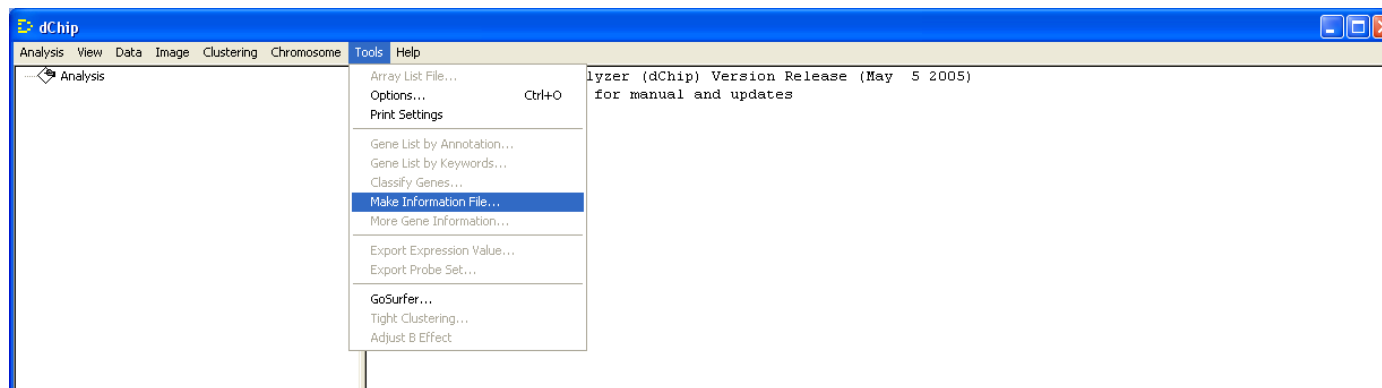 dChip
Analysis View Data Image Clustering Chromosome Tools Help
Analysis
lyzer (dChip) Version Release (May  5 2005)
for manual and updates
Array List File...
Options... Ctrl+O
Print Settings
Gene List by Annotation...
Gene List by Keywords...
Classify Genes...
Make Information File...
More Gene Information...
Export Expression Value...
Export Probe Set...
GoSurfer...
Tight Clustering...
Adjust B Effect